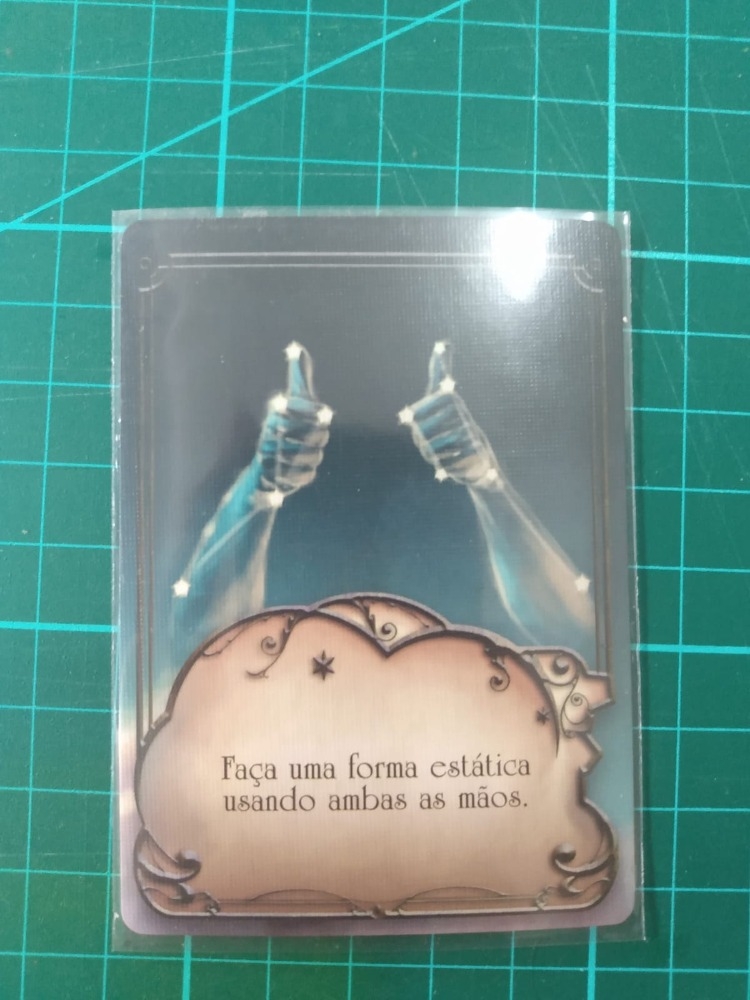 Faça uma forma estática
usando ambas as mãos.